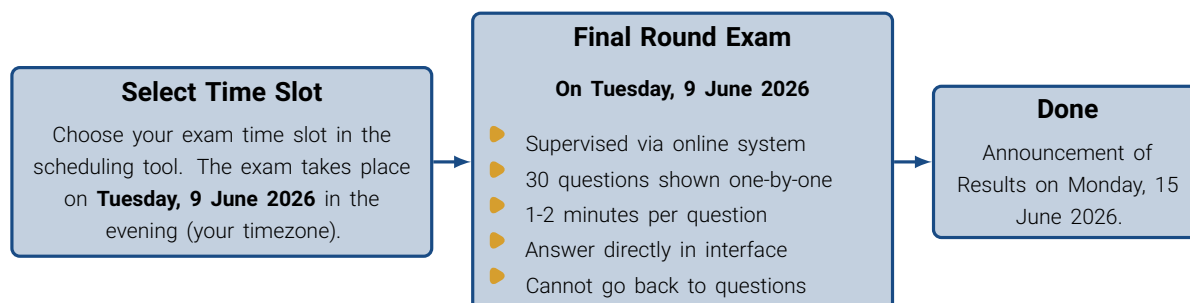 Select Time Slot
Choose your exam time slot in the
scheduling tool. The exam takes place
on Tuesday, 9 June 2026 in the
evening (your timezone).
Final Round Exam
On Tuesday, 9 June 2026
Supervised via online system
30 questions shown one-by-one
1-2 minutes per question
Answer directly in interface
Cannot go back to questions
Done
Announcement of
Results on Monday, 15
June 2026.